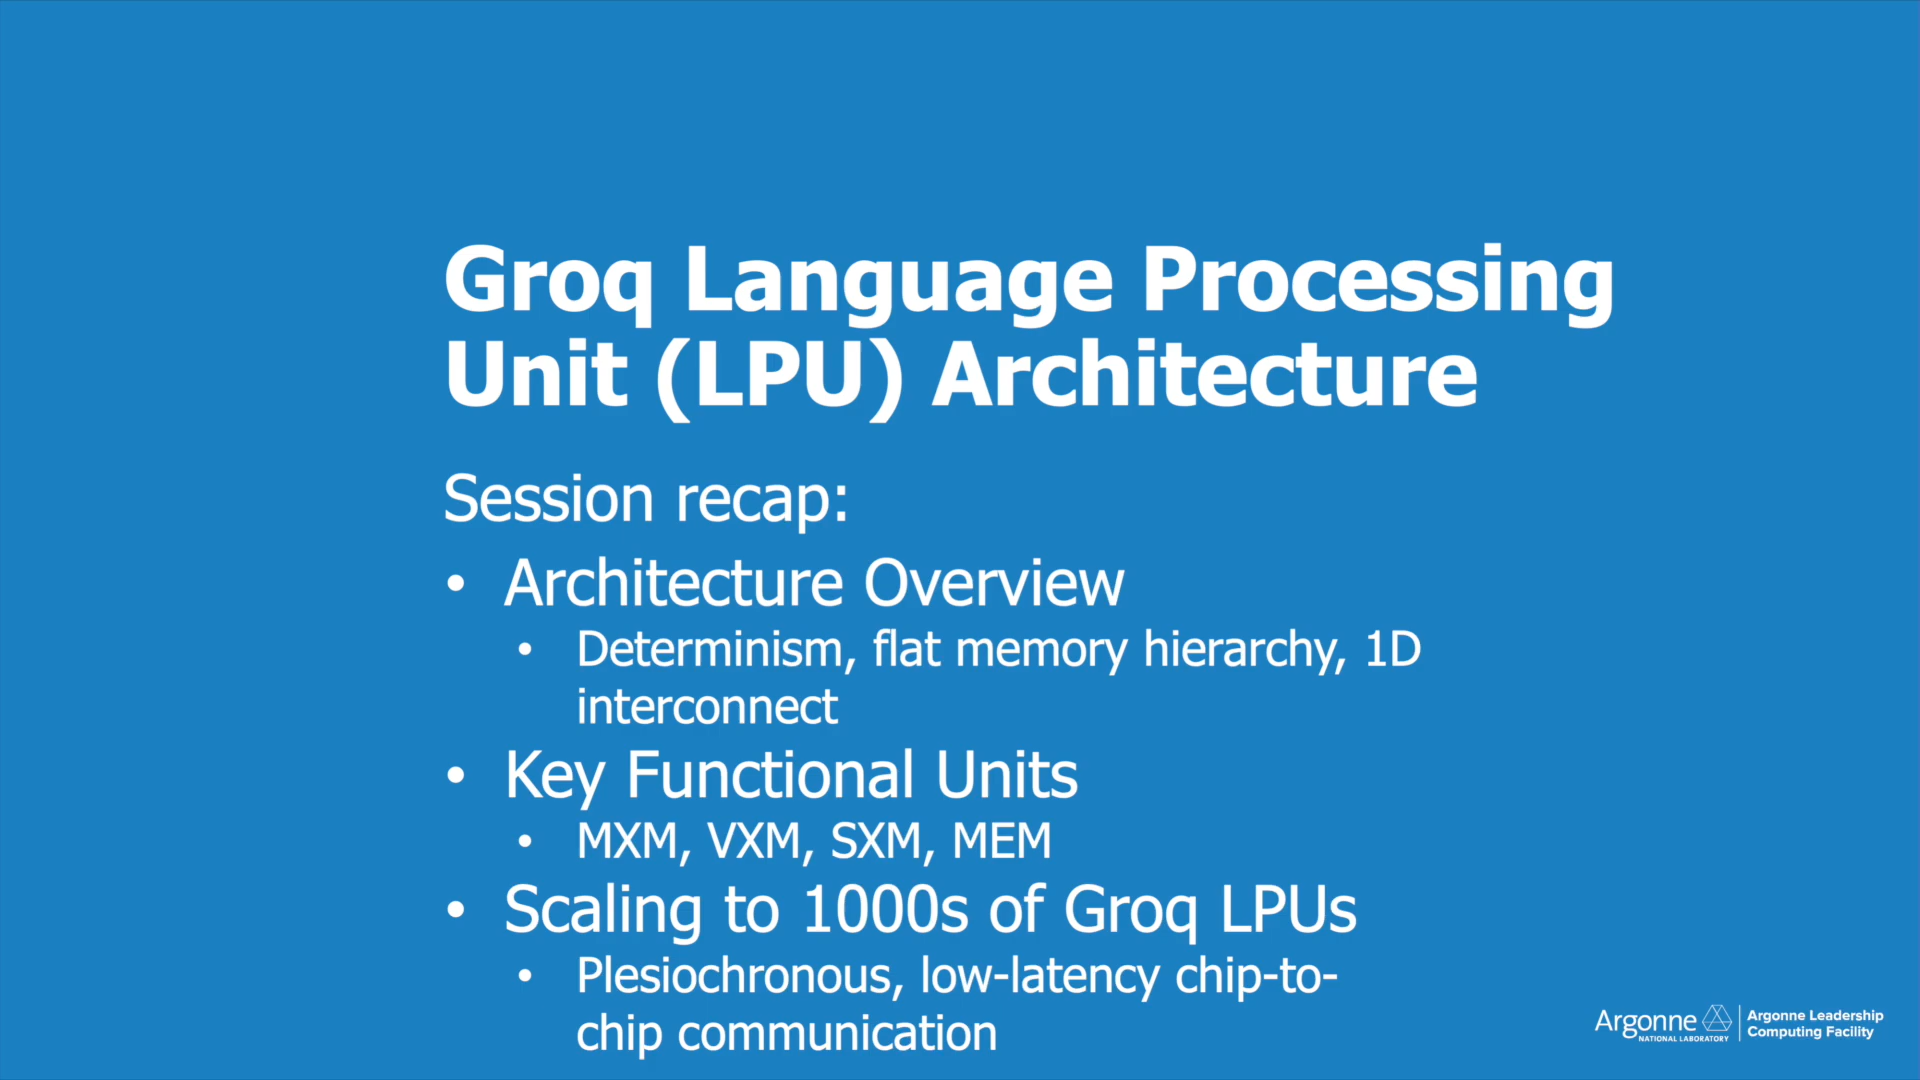 Groq Language Processing
Unit (LPU) Architecture
Session recap:
• Architecture Overview
• Determinism, flat memory hierarchy, 1D
interconnect
• Key Functional Units
• MXM, VXM, SXM, MEM
• Scaling to 1000s of Groq LPUs
• Plesiochronous, low-latency chip-to-
chip communication
Argonne
NATIONAL LABORATORY
Argonne Leadership
Computing Facility